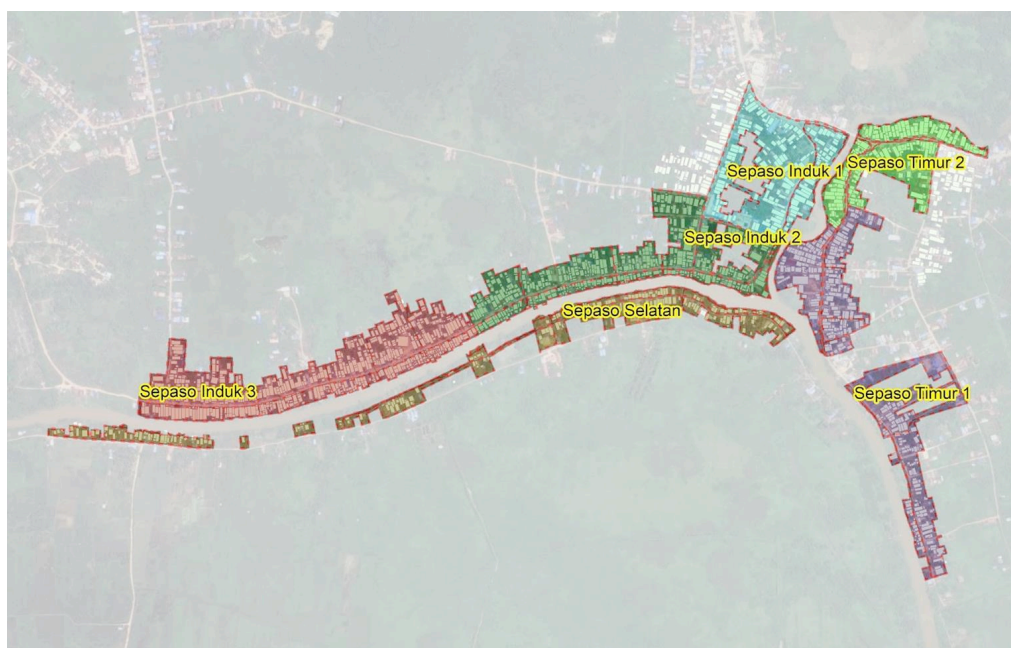 Sepaso Timur 2
Sepaso Induk 1
Sepaso Induk 2
Sepaso Selatan
Sepaso Induk 3
Sepaso Timur 1